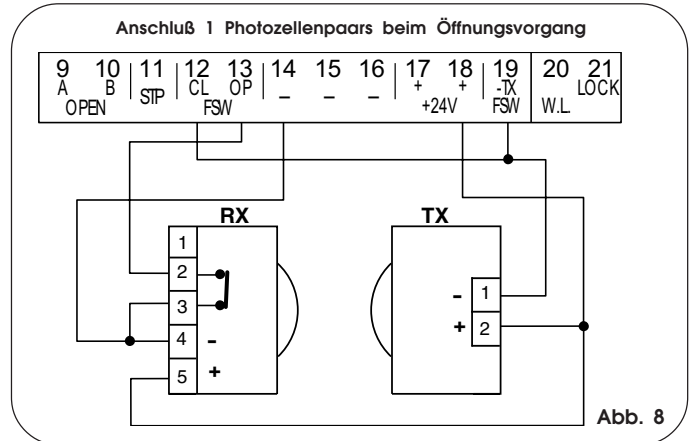 Anschluß 1 Photozellenpaars beim Öffnungsvorgang
9 10 11 12 13 14 15 16 17 18 19 20 21
A B STP CL OP – – – + + -TX LOCK
OPEN FSW +24V FSW W.L.
RX TX
1
2
3
4 -
5 +
- 1
+ 2
Abb. 8